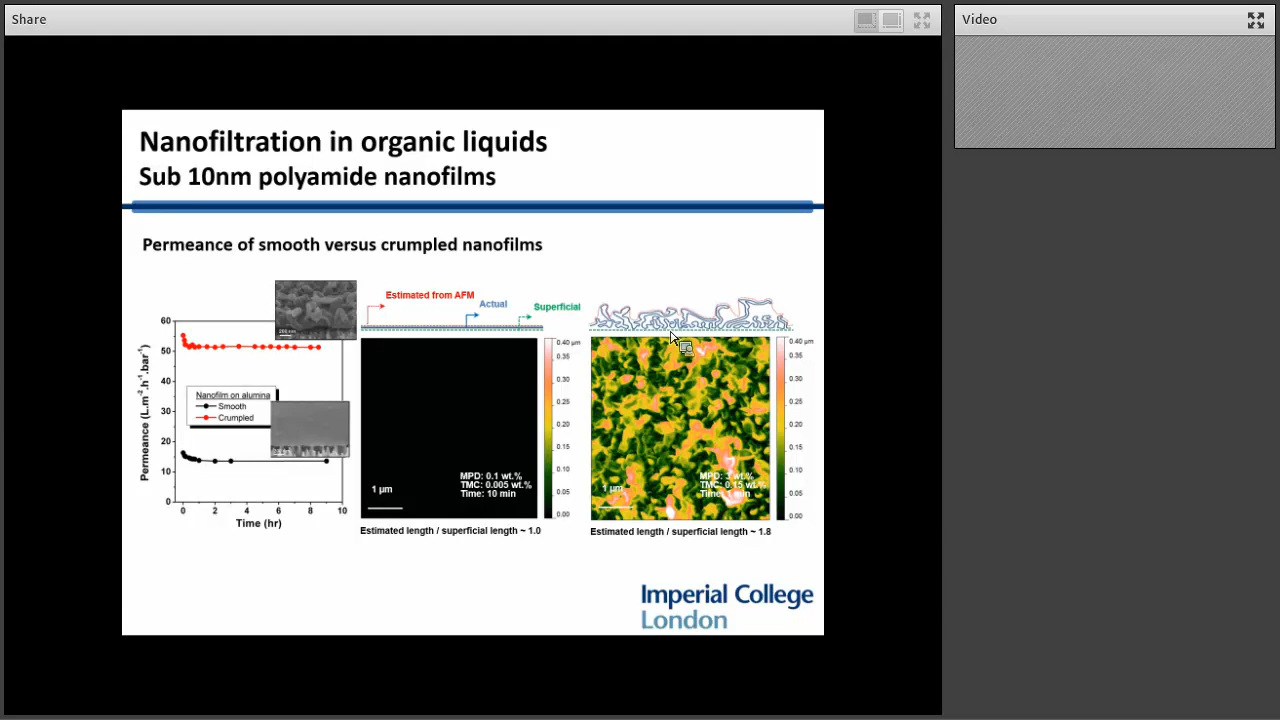 Share
Video
Nanofiltration in organic liquids
Sub 10nm polyamide nanofilms
Permeance of smooth versus crumpled nanofilms
Permeance (L.m⁻².h⁻¹.bar⁻¹)
60
50
40
30
20
10
0
0
2
4
6
8
10
Time (hr)
Nanofilm on alumina
Smooth
Crumpled
Estimated from AFM
Actual
Superficial
0.40 μm
0.35
0.30
0.25
0.20
0.15
0.10
0.05
0.00
1 μm
MPD: 0.1 wt.%
TMC: 0.005 wt.%
Time: 10 min
Estimated length / superficial length ~ 1.0
0.40 μm
0.35
0.30
0.25
0.20
0.15
0.10
0.05
0.00
1 μm
MPD: 3 wt%
TMC: 0.15 wt.%
Time: 1 min
Estimated length / superficial length ~ 1.8
Imperial College
London